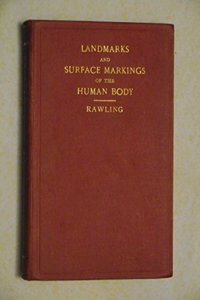 LANDMARKS
AND
SURFACE MARKINGS
OF THE
HUMAN BODY
RAWLING